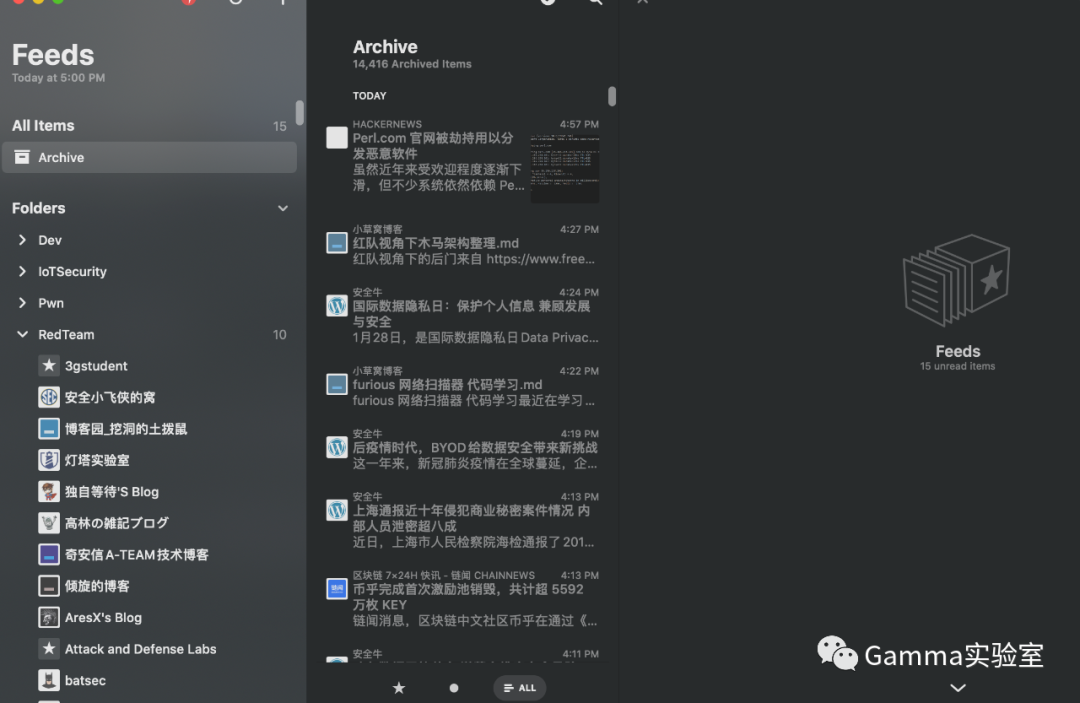 Feeds
Today at 5:00 PM
All Items 15
Archive
Folders
Dev
IoTSecurity
Pwn
RedTeam 10
3gstudent
安全小飞侠的窝
博客园_挖洞的土拨鼠
灯塔实验室
独自等待'S Blog
高林の雑記ブログ
奇安信A-TEAM技术博客
倾旋的博客
AresX's Blog
Attack and Defense Labs
batsec
Archive
14,416 Archived Items
TODAY
HACKERNEWS 4:57 PM
Perl.com 官网被劫持用以分
发恶意软件
虽然近年来受欢迎程度逐渐下
滑，但不少系统依然依赖 Pe...
小草窝博客 4:27 PM
红队视角下木马架构整理.md
红队视角下的后门来自 https://www.free...
安全牛 4:24 PM
国际数据隐私日：保护个人信息 兼顾发展
与安全
1月28日，是国际数据隐私日Data Privac...
小草窝博客 4:22 PM
furious 网络扫描器 代码学习.md
furious 网络扫描器 代码学习最近在学习...
安全牛 4:19 PM
后疫情时代，BYOD给数据安全带来新挑战
这一年来，新冠肺炎疫情在全球蔓延，企...
安全牛 4:13 PM
上海通报近十年侵犯商业秘密案件情况 内
部人员泄密超八成
近日，上海市人民检察院海检通报了201...
区块链 7×24H 快讯 - 链闻 CHAINNEWS 4:13 PM
币乎完成首次激励池销毁，共计超 5592
万枚 KEY
链闻消息，区块链中文社区币乎在通过《...
安全牛 4:11 PM
ALL
Feeds
15 unread items
Gamma实验室